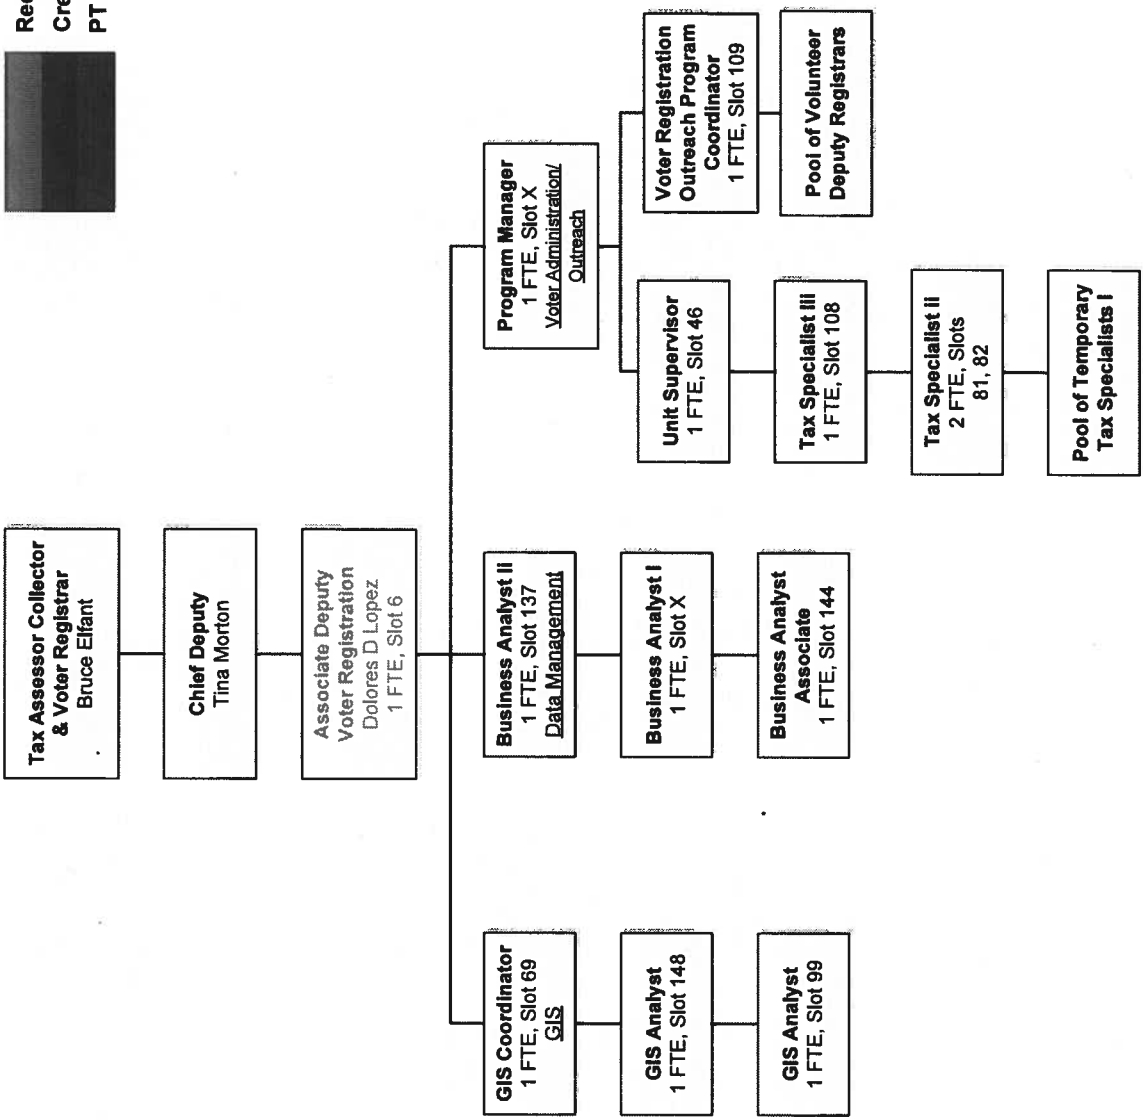 Tax Assessor Collector
& Voter Registrar
Bruce Elfant
Chief Deputy
Tina Morton
Associate Deputy
Voter Registration
Dolores D Lopez
1 FTE, Slot 6
GIS Coordinator
1 FTE, Slot 69
GIS
GIS Analyst
1 FTE, Slot 148
GIS Analyst
1 FTE, Slot 99
Business Analyst II
1 FTE, Slot 137
Data Management
Business Analyst I
1 FTE, Slot X
Business Analyst
Associate
1 FTE, Slot 144
Program Manager
1 FTE, Slot X
Voter Administration/
Outreach
Unit Supervisor
1 FTE, Slot 46
Tax Specialist III
1 FTE, Slot 108
Tax Specialist II
2 FTE, Slots
81, 82
Pool of Temporary
Tax Specialists I
Voter Registration
Outreach Program
Coordinator
1 FTE, Slot 109
Pool of Volunteer
Deputy Registrars
PT